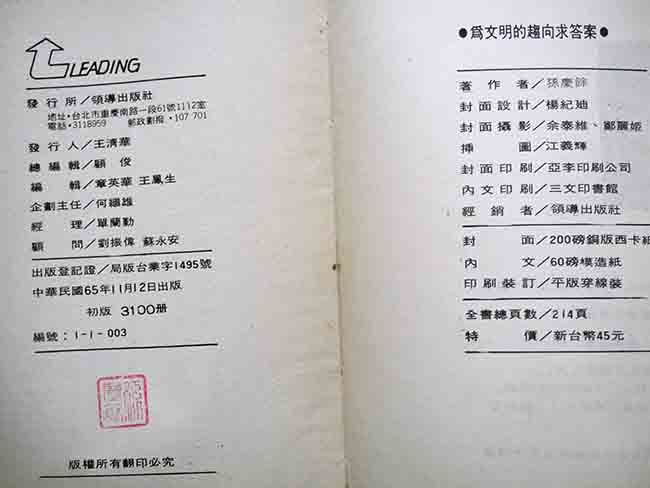 LEADING
發行所／領導出版社
地址・台北市重慶南路一段61號1112室
電話・3118959 郵政劃撥・107 701
發行人／王清華
總編輯／顧俊
編輯／章英華 王鳳生
企劃主任／何繼雄
經理／單蘭勤
顧問／劉振偉 蘇永安
出版登記證／局版台業字1495號
中華民國65年11月12日出版
初版 3100册
編號：1-1-003
版權所有翻印必究
●爲文明的趨向求答案●
著作者／孫慶餘
封面設計／楊紀迪
封面攝影／余泰維、鄭麗姬
揷圖／江義輝
封面印刷／亞李印刷公司
內文印刷／三文印書館
經銷者／領導出版社
封面／200磅銅版西卡紙
內文／60磅模造紙
印刷裝訂／平版穿線裝
全書總頁數／214頁
特價／新台幣45元